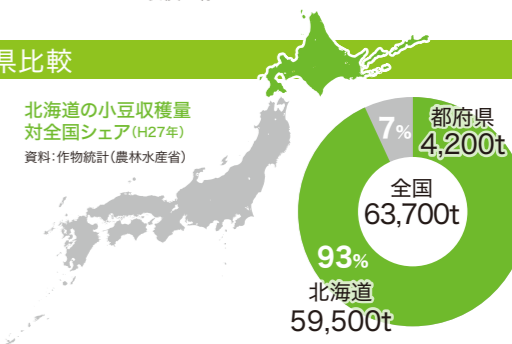 県比較
北海道の小豆収穫量
対全国シェア(H27年)
資料:作物統計(農林水産省)
7%
都府県
4,200t
全国
63,700t
93%
北海道
59,500t